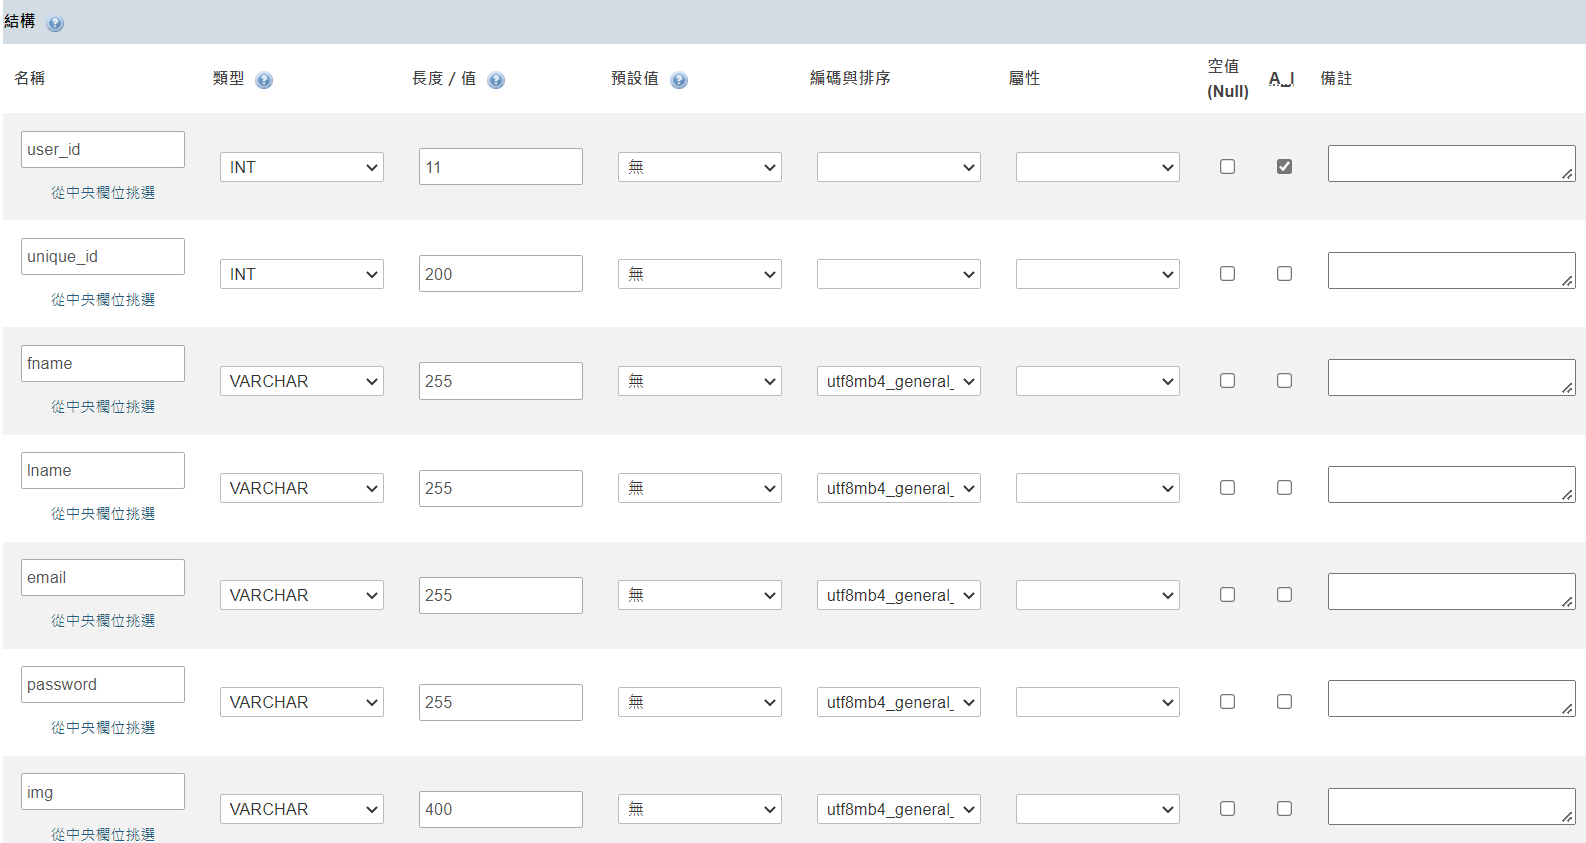 結構
名稱 類型 長度 / 值 預設值 編碼與排序 屬性 空值 (Null) A_I 備註
user_id INT 11 無
從中央欄位挑選
unique_id INT 200 無
從中央欄位挑選
fname VARCHAR 255 無 utf8mb4_general_
從中央欄位挑選
lname VARCHAR 255 無 utf8mb4_general_
從中央欄位挑選
email VARCHAR 255 無 utf8mb4_general_
從中央欄位挑選
password VARCHAR 255 無 utf8mb4_general_
從中央欄位挑選
img VARCHAR 400 無 utf8mb4_general_
從中央欄位挑選